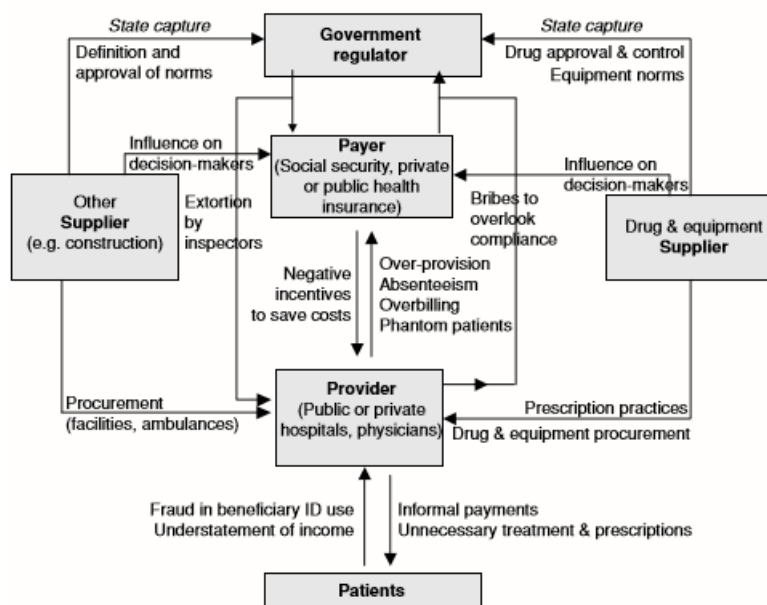 State capture
Definition and
approval of norms
Government
regulator
State capture
Drug approval & control
Equipment norms
Influence on
decision-makers
Payer
(Social security, private
or public health
insurance)
Influence on
decision-makers
Other
Supplier
(e.g. construction)
Extortion
by
inspectors
Bribes to
overlook
compliance
Drug & equipment
Supplier
Negative
incentives
to save costs
Over-provision
Absenteeism
Overbilling
Phantom patients
Procurement
(facilities, ambulances)
Provider
(Public or private
hospitals, physicians)
Prescription practices
Drug & equipment procurement
Fraud in beneficiary ID use
Understatement of income
Informal payments
Unnecessary treatment & prescriptions
Patients